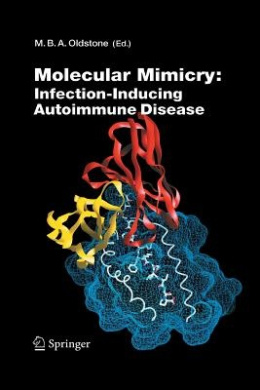 M. B. A. Oldstone (Ed.)
Molecular Mimicry:
Infection-Inducing
Autoimmune Disease
Springer